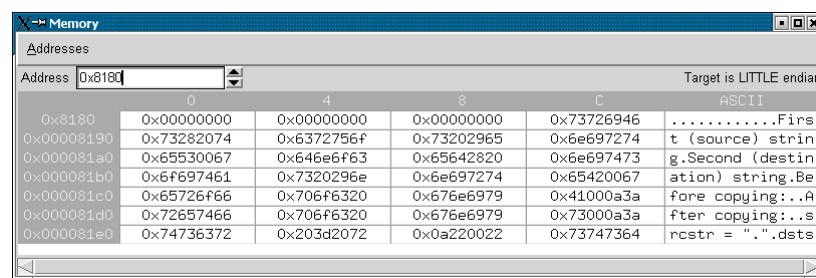 Memory
Addresses
Address 0x8180 Target is LITTLE endian
0 4 8 C ASCII
0x8180 0x00000000 0x00000000 0x00000000 0x73726946 ............Firs
0x00008190 0x73282074 0x6372756f 0x73202965 0x6e697274 t (source) strin
0x000081a0 0x65530067 0x646e6f63 0x65642820 0x6e697473 g.Second (destin
0x000081b0 0x6f697461 0x7320296e 0x6e697274 0x65420067 ation) string.Be
0x000081c0 0x65726f66 0x706f6320 0x676e6979 0x41000a3a fore copying:..A
0x000081d0 0x72657466 0x706f6320 0x676e6979 0x73000a3a fter copying:..s
0x000081e0 0x74736372 0x203d2072 0x0a220022 0x73747364 rcstr = ".".dsts